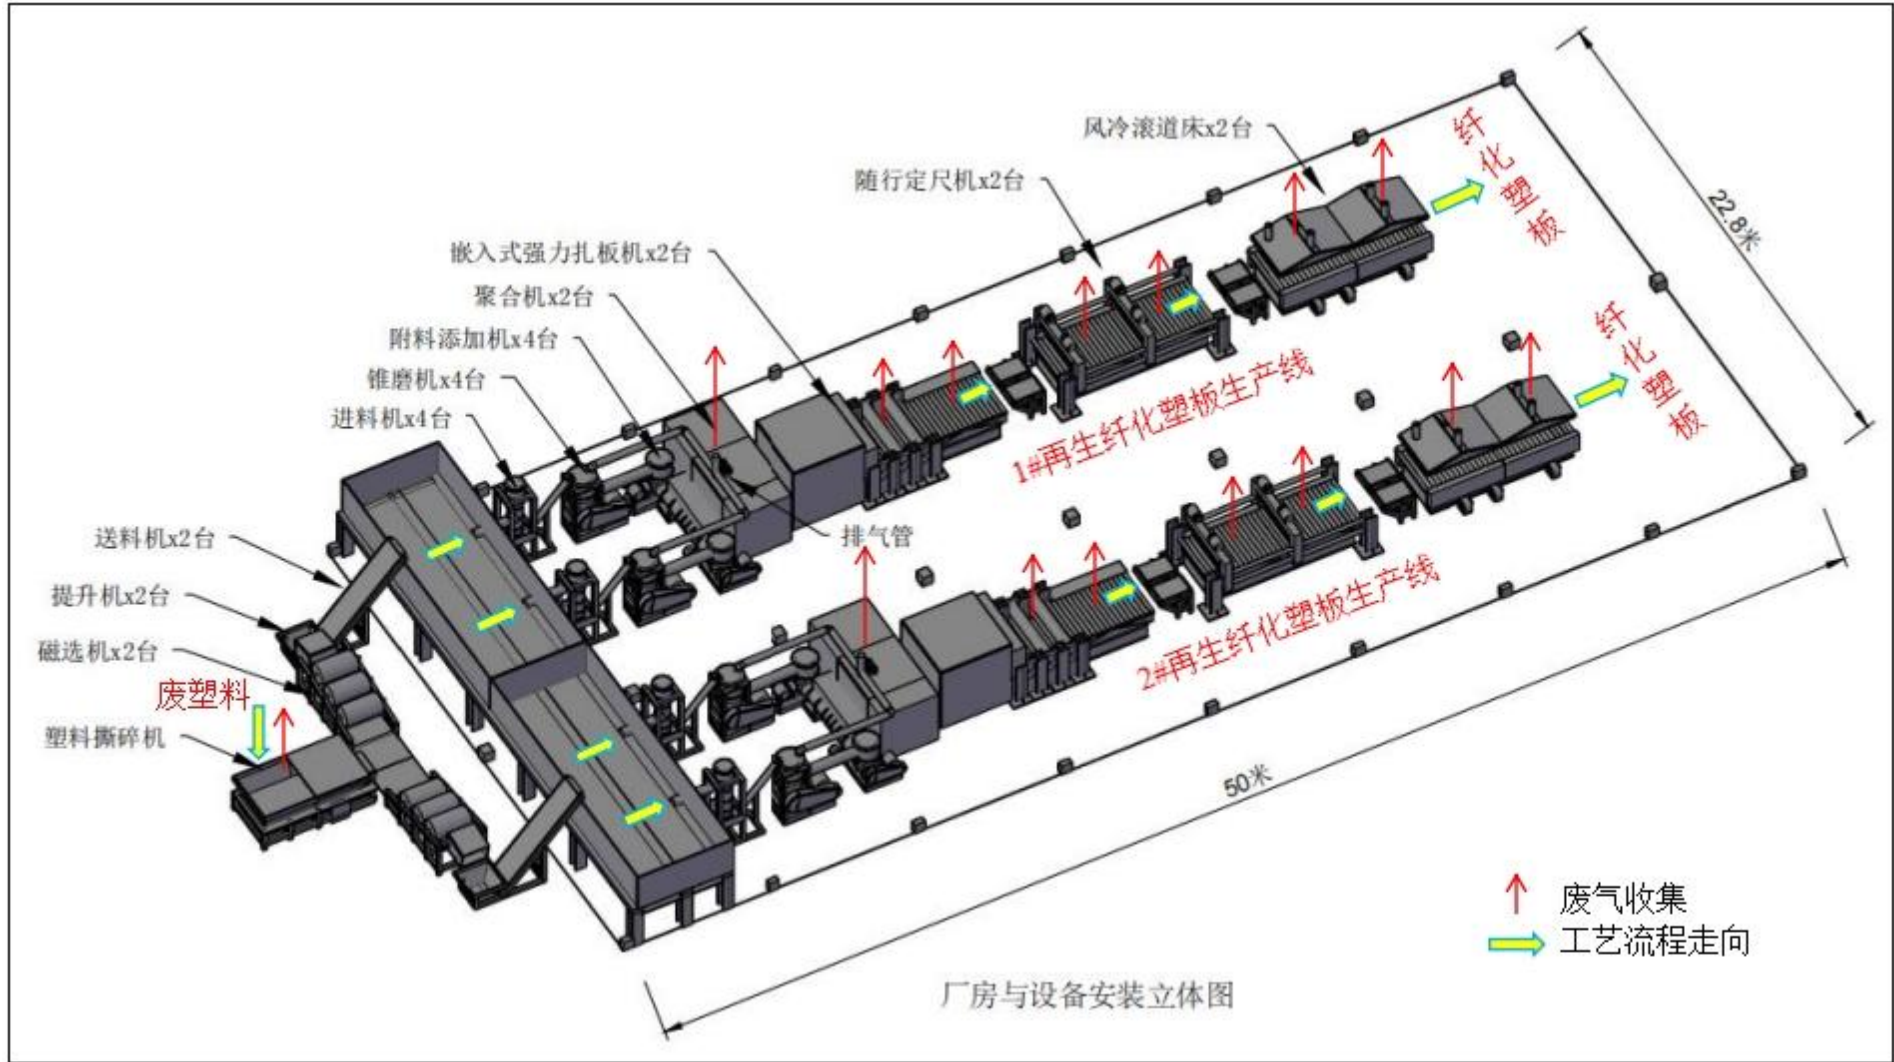 风冷滚道床x2台
纤化塑板
随行定尺机x2台
22.8米
嵌入式强力扎板机x2台
聚合机x2台
附料添加机x4台
锥磨机x4台
进料机x4台
纤化塑板
1#再生纤化塑板生产线
排气管
送料机x2台
提升机x2台
磁选机x2台
废塑料
塑料撕碎机
2#再生纤化塑板生产线
50米
废气收集
工艺流程走向
厂房与设备安装立体图